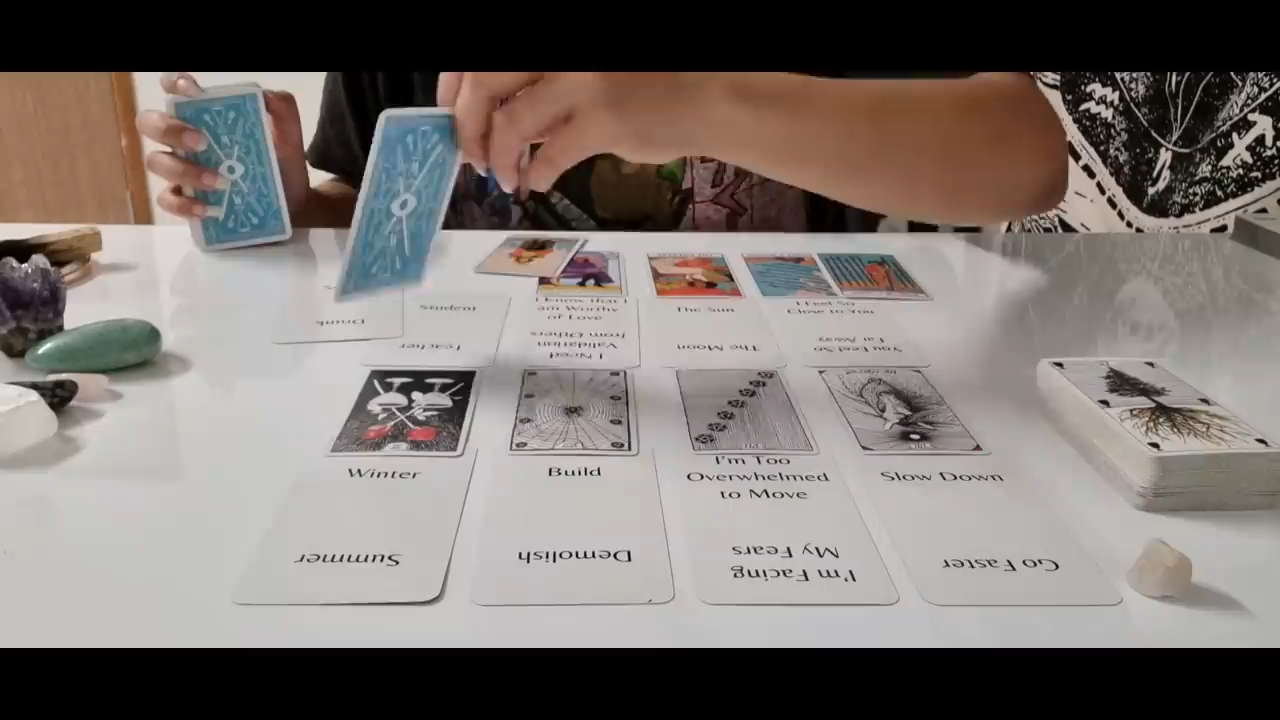 Drunk
Student
Teacher
I Know that I
am Worthy
of Love
I Need
Validation
from Others
The Sun
The Moon
I Feel So
Close to You
You Feel So
Far Away
Winter
Summer
Build
Demolish
I'm Too
Overwhelmed
to Move
I'm Facing
My Fears
Slow Down
Go Faster